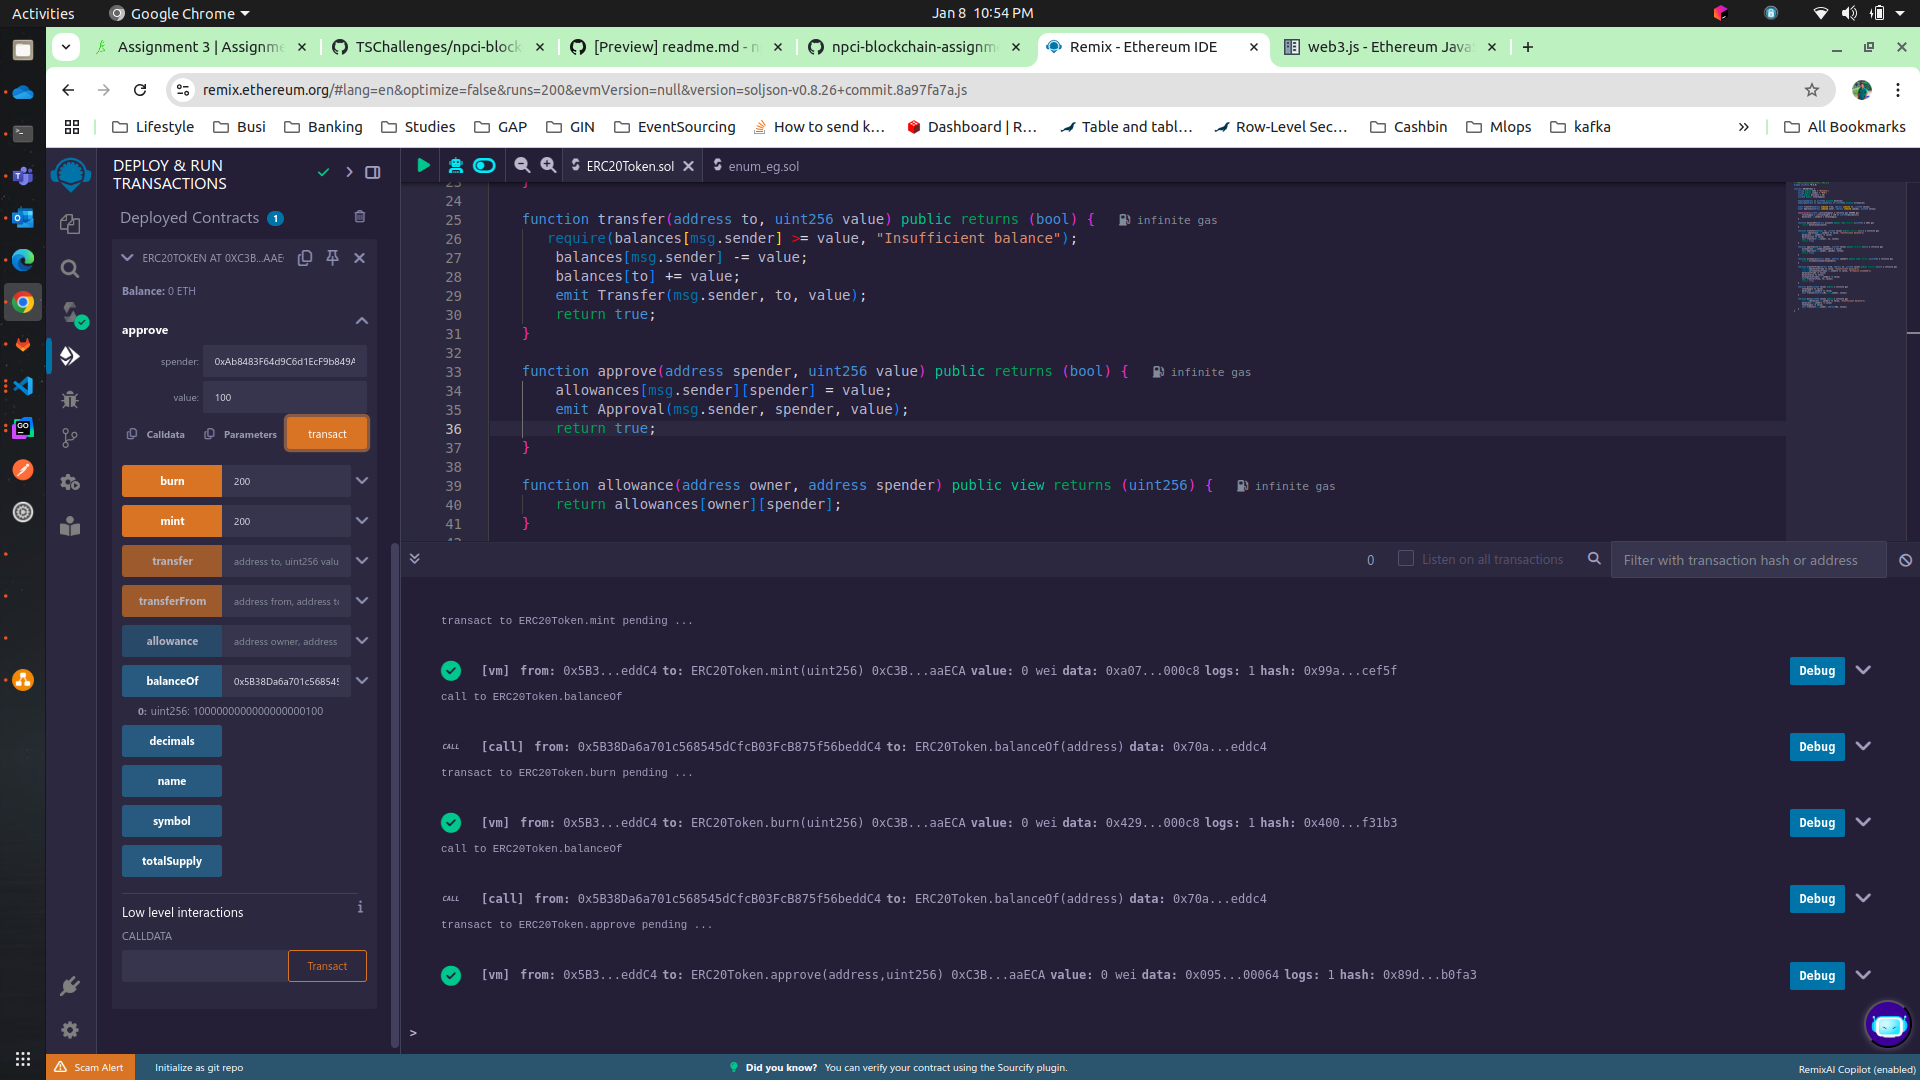 Activities
Google Chrome
Jan 8 10:54 PM
Assignment 3 | Assignme
TSChallenges/npci-block
[Preview] readme.md - n
npci-blockchain-assignm
Remix - Ethereum IDE
web3.js - Ethereum Java
remix.ethereum.org/#lang=en&optimize=false&runs=200&evmVersion=null&version=soljson-v0.8.26+commit.8a97fa7a.js
Lifestyle
Busi
Banking
Studies
GAP
GIN
EventSourcing
How to send k...
Dashboard | R...
Table and tabl...
Row-Level Sec...
Cashbin
Mlops
kafka
All Bookmarks
DEPLOY & RUN
TRANSACTIONS
Deployed Contracts 1
ERC20TOKEN AT 0XC3B...AAE
Balance: 0 ETH
approve
spender: 0xAb8483F64d9C6d1EcF9b849A
value: 100
Calldata
Parameters
transact
burn 200
mint 200
transfer address to, uint256 valu
transferFrom address from, address t
allowance address owner, address
balanceOf 0x5B38Da6a701c568545
0: uint256: 1000000000000000000100
decimals
name
symbol
totalSupply
Low level interactions
CALLDATA
Transact
ERC20Token.sol
enum_eg.sol
23 }
24
25 function transfer(address to, uint256 value) public returns (bool) { infinite gas
26 require(balances[msg.sender] >= value, "Insufficient balance");
27 balances[msg.sender] -= value;
28 balances[to] += value;
29 emit Transfer(msg.sender, to, value);
30 return true;
31 }
32
33 function approve(address spender, uint256 value) public returns (bool) { infinite gas
34 allowances[msg.sender][spender] = value;
35 emit Approval(msg.sender, spender, value);
36 return true;
37 }
38
39 function allowance(address owner, address spender) public view returns (uint256) { infinite gas
40 return allowances[owner][spender];
41 }
0
Listen on all transactions
Filter with transaction hash or address
transact to ERC20Token.mint pending ...
[vm] from: 0x5B3...eddC4 to: ERC20Token.mint(uint256) 0xC3B...aaECA value: 0 wei data: 0xa07...000c8 logs: 1 hash: 0x99a...cef5f
Debug
call to ERC20Token.balanceOf
CALL [call] from: 0x5B38Da6a701c568545dCfcB03FcB875f56beddC4 to: ERC20Token.balanceOf(address) data: 0x70a...eddc4
Debug
transact to ERC20Token.burn pending ...
[vm] from: 0x5B3...eddC4 to: ERC20Token.burn(uint256) 0xC3B...aaECA value: 0 wei data: 0x429...000c8 logs: 1 hash: 0x400...f31b3
Debug
call to ERC20Token.balanceOf
CALL [call] from: 0x5B38Da6a701c568545dCfcB03FcB875f56beddC4 to: ERC20Token.balanceOf(address) data: 0x70a...eddc4
Debug
transact to ERC20Token.approve pending ...
[vm] from: 0x5B3...eddC4 to: ERC20Token.approve(address,uint256) 0xC3B...aaECA value: 0 wei data: 0x095...00064 logs: 1 hash: 0x89d...b0fa3
Debug
>
Scam Alert
Initialize as git repo
Did you know? You can verify your contract using the Sourcify plugin.
RemixAI Copilot (enabled)